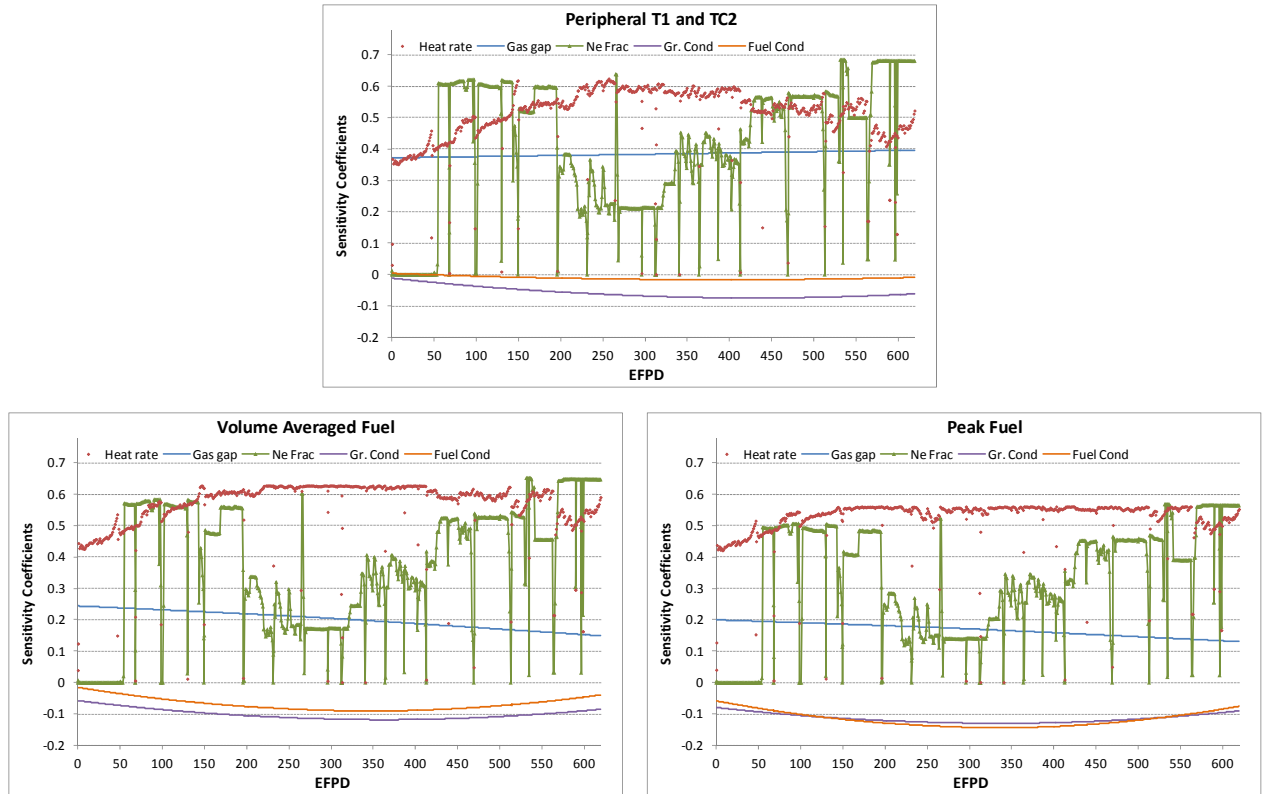 Peripheral T1 and TC2
Heat rate Gas gap Ne Frac Gr. Cond Fuel Cond
Sensitivity Coefficients
0.7
0.6
0.5
0.4
0.3
0.2
0.1
0
-0.1
-0.2
0 50 100 150 200 250 300 350 400 450 500 550 600
EFPD
Volume Averaged Fuel
Heat rate Gas gap Ne Frac Gr. Cond Fuel Cond
Sensitivity Coefficients
0.7
0.6
0.5
0.4
0.3
0.2
0.1
0
-0.1
-0.2
0 50 100 150 200 250 300 350 400 450 500 550 600
EFPD
Peak Fuel
Heat rate Gas gap Ne Frac Gr. Cond Fuel Cond
Sensitivity Coefficients
0.7
0.6
0.5
0.4
0.3
0.2
0.1
0
-0.1
-0.2
0 50 100 150 200 250 300 350 400 450 500 550 600
EFPD